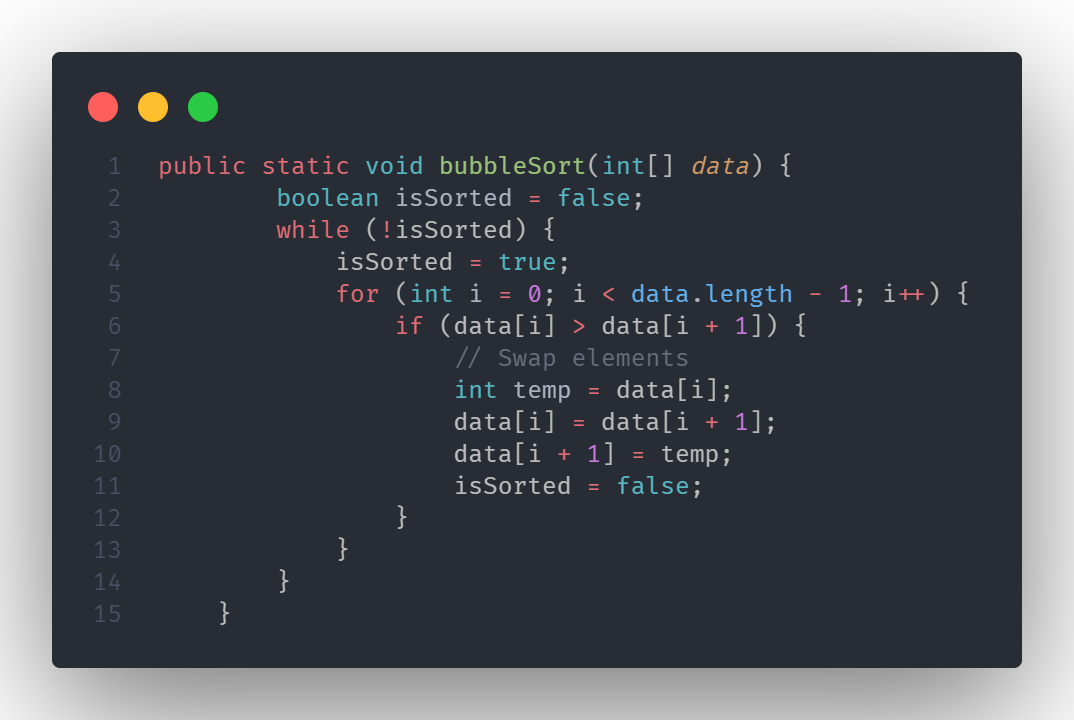 1 public static void bubbleSort(int[] data) {
2         boolean isSorted = false;
3         while (!isSorted) {
4             isSorted = true;
5             for (int i = 0; i < data.length - 1; i++) {
6                 if (data[i] > data[i + 1]) {
7                     // Swap elements
8                     int temp = data[i];
9                     data[i] = data[i + 1];
10                     data[i + 1] = temp;
11                     isSorted = false;
12                 }
13             }
14         }
15     }